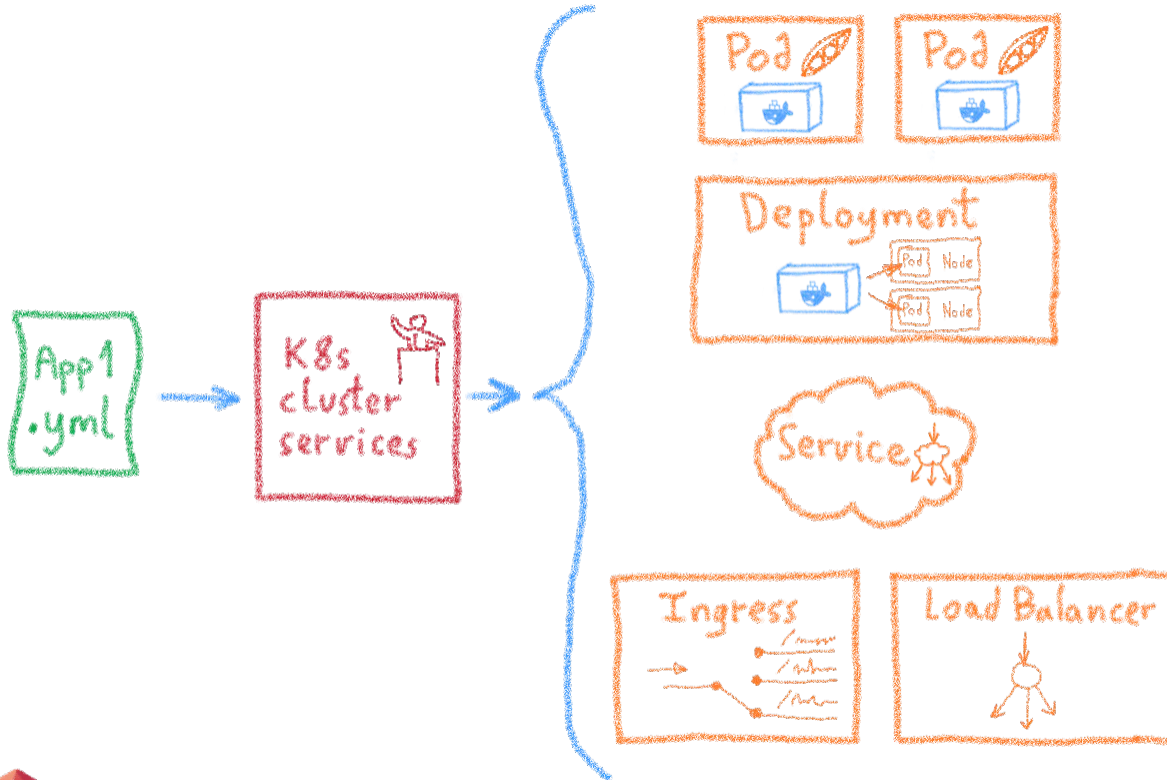 App1
.yml
K8s
cluster
services
Pod
Pod
Deployment
Pod Node
Pod Node
Service
Ingress
Load Balancer